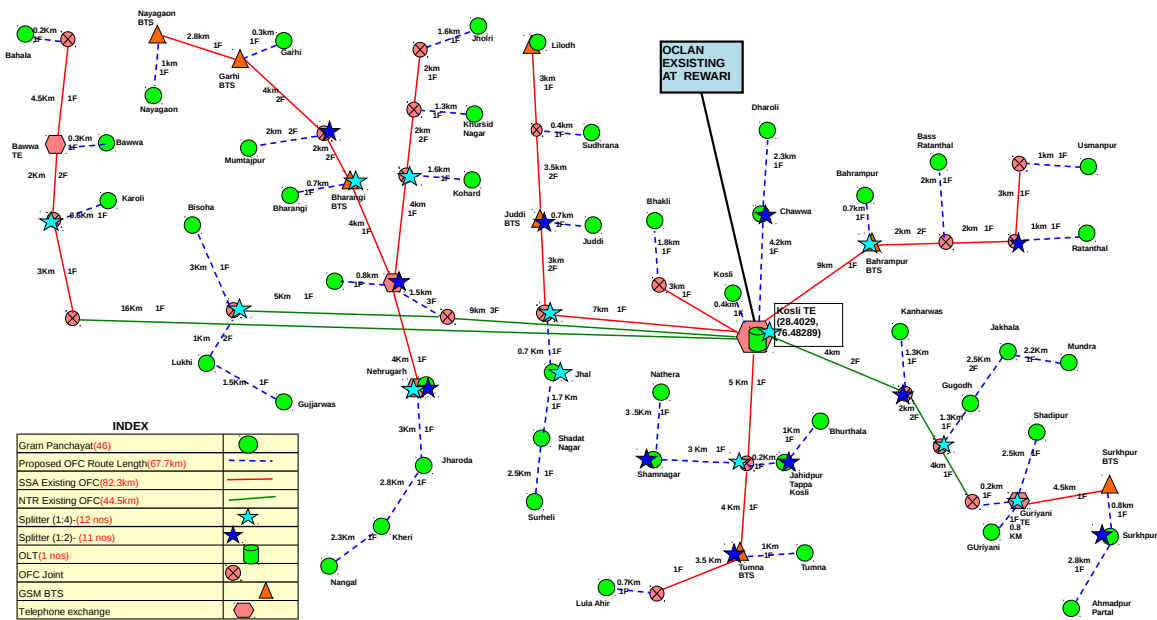 Nayagaon
BTS
0.2Km
1F
Bahala
2.8km 1F
0.3km
1F
Garhi
1km
1F
Garhi
BTS
Nayagaon
4.5Km 1F
4km
2F
Bawwa
TE
0.3Km
1F
Bawwa
2km 2F
Mumtajpur
2km
2F
2Km 2F
Karoli
0.6Km 1F
0.7km
1F
Bharangi
Bharangi
BTS
4km
1F
3Km 1F
Bisoha
3Km 1F
16Km 1F
5Km 1F
1Km 2F
Lukhi
1.5Km 1F
Gujjarwas
1.6km
1F
Jholri
2km
1F
1.3km
1F
Khursid
Nagar
2km
2F
1.6km
1F
Kohard
4km
1F
0.8km
1F
1.5km
3F
9km 3F
4Km 1F
Nehrugarh
3Km 1F
Jharoda
2.8Km 1F
Kheri
2.3Km 1F
Nangal
Lilodh
3km
1F
0.4km
1F
Sudhrana
3.5km
2F
Juddi
BTS
0.7km
1F
Juddi
3km
2F
7km 1F
0.7 Km 1F
Jhal
1.7 Km
1F
Shadat
Nagar
2.5Km 1F
Surheli
OCLAN
EXSISTING
AT REWARI
Dharoli
2.3km
1F
Chawwa
4.2km
1F
Bhakli
1.8km
1F
3km
1F
Kosli
0.4km
1F
Kosli TE
(28.4029,
76.48289)
9km 1F
Bahrampur
0.7km
1F
Bahrampur
BTS
Bass
Ratanthal
2km 1F
2km 2F
2km 1F
1km 1F
Usmanpur
3km 1F
1km 1F
Ratanthal
4km
2F
Kanharwas
1.3Km
1F
2km
2F
Jakhala
2.5Km
2F
2.2Km
1F
Mundra
Gugodh
1.3Km
1F
4km
1F
Shadipur
2.5km
1F
0.2km
1F
Guriyani
TE
1F
0.8
KM
GUriyani
4.5km
1F
Surkhpur
BTS
0.8km
1F
Surkhpur
2.8km
1F
Ahmadpur
Partal
5 Km 1F
Nathera
3 .5Km 1F
Shamnagar
3 Km 1F
0.2Km
1F
1Km
1F
Bhurthala
Jahidpur
Tappa
Kosli
4 Km 1F
3.5 Km
1F
Tumna
BTS
1Km
1F
Tumna
0.7Km
1F
Lula Ahir
INDEX
Gram Panchayat(46)
Proposed OFC Route Length(67.7km)
SSA Existing OFC(82.3km)
NTR Existing OFC(44.5km)
Splitter (1:4)-(12 nos)
Splitter (1:2)- (11 nos)
OLT(1 nos)
OFC Joint
GSM BTS
Telephone exchange